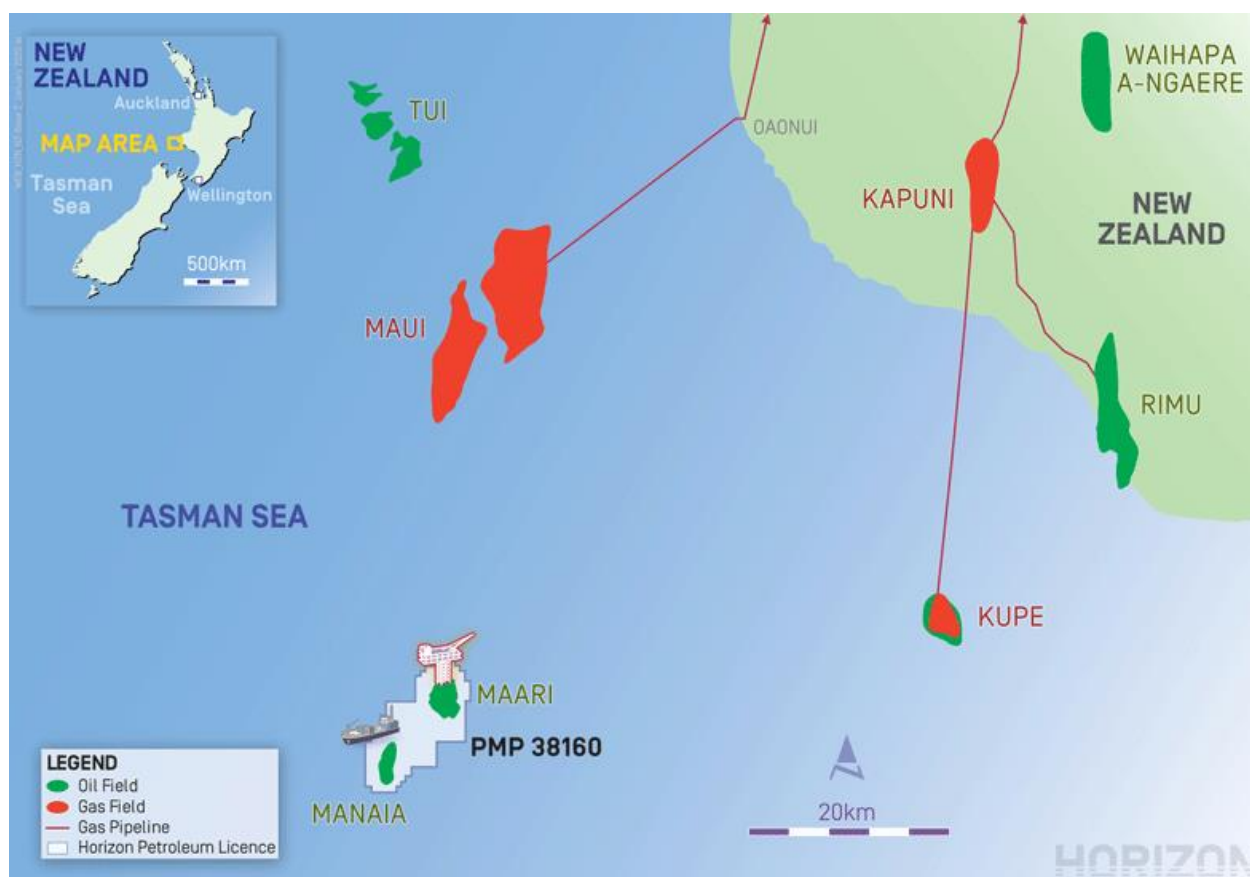 NEW
ZEALAND
Auckland
MAP AREA
Tasman
Sea
Wellington
500km
TUI
OAONUI
WAIHAPA
A-NGAERE
KAPUNI
NEW
ZEALAND
MAUI
RIMU
TASMAN SEA
KUPE
MAARI
PMP 38160
MANAIA
LEGEND
Oil Field
Gas Field
Gas Pipeline
Horizon Petroleum Licence
20km
HORIZON